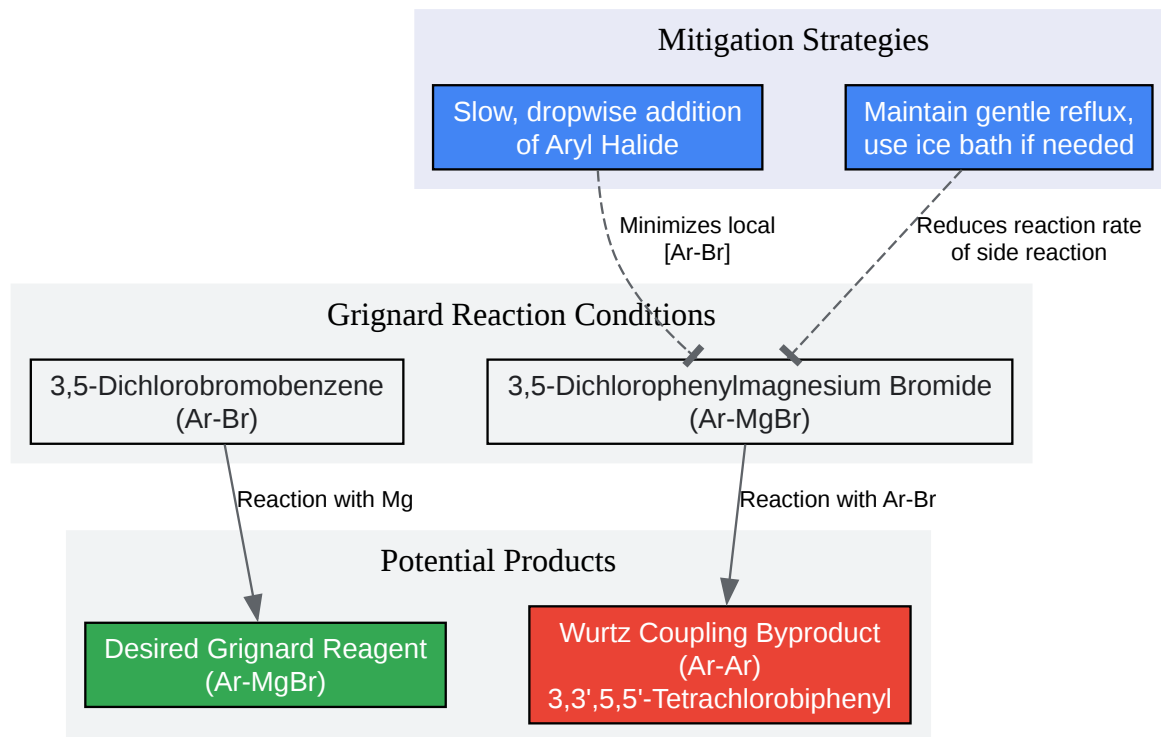 Mitigation Strategies
Slow, dropwise addition
of Aryl Halide
Maintain gentle reflux,
use ice bath if needed
Minimizes local
[Ar-Br]
Reduces reaction rate
of side reaction
Grignard Reaction Conditions
3,5-Dichlorobromobenzene
(Ar-Br)
3,5-Dichlorophenylmagnesium Bromide
(Ar-MgBr)
Reaction with Mg
Reaction with Ar-Br
Potential Products
Desired Grignard Reagent
(Ar-MgBr)
Wurtz Coupling Byproduct
(Ar-Ar)
3,3',5,5'-Tetrachlorobiphenyl